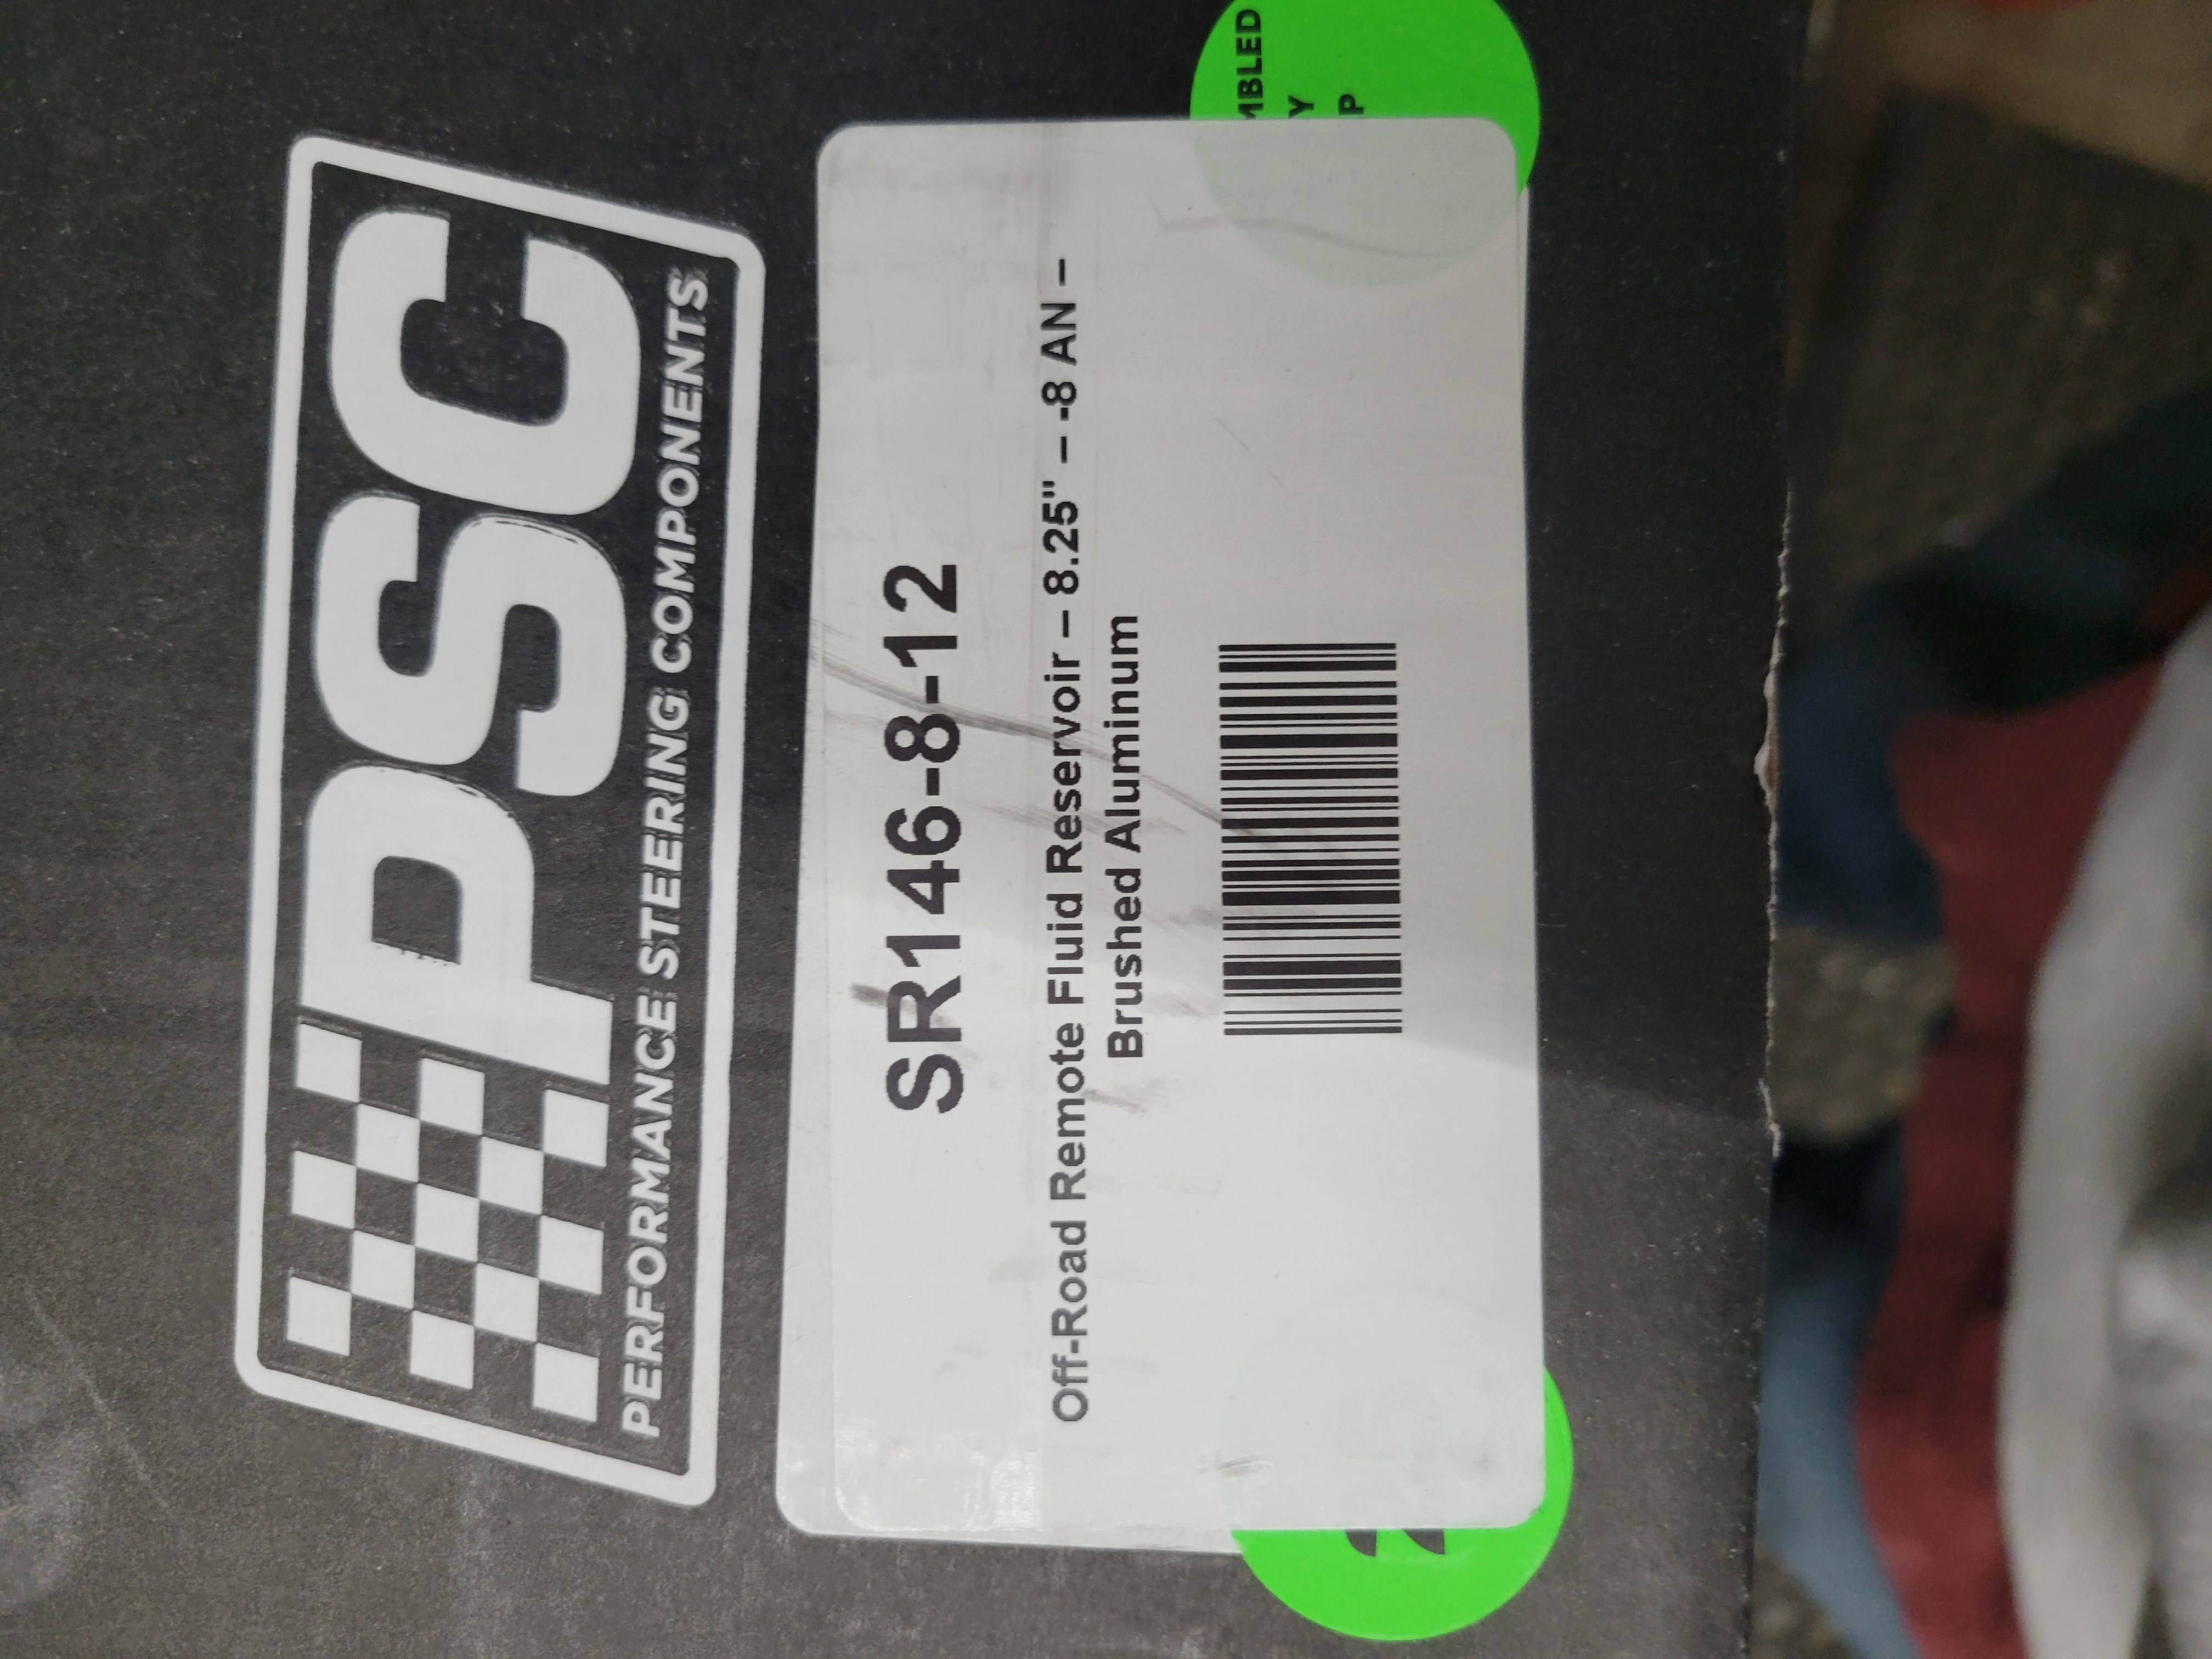 PSC
PERFORMANCE STEERING COMPONENTS
SR146-8-12
Off-Road Remote Fluid Reservoir – 8.25" – -8 AN –
Brushed Aluminum